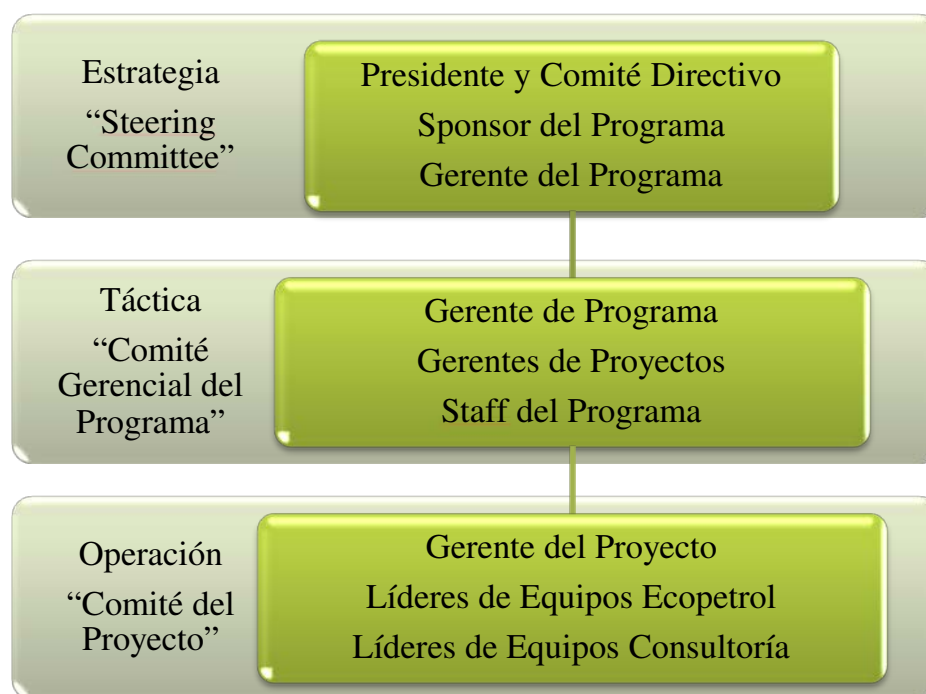 Estrategia
“Steering
Committee”
Presidente y Comité Directivo
Sponsor del Programa
Gerente del Programa
Táctica
“Comité
Gerencial del
Programa”
Gerente de Programa
Gerentes de Proyectos
Staff del Programa
Operación
“Comité del
Proyecto”
Gerente del Proyecto
Líderes de Equipos Ecopetrol
Líderes de Equipos Consultoría